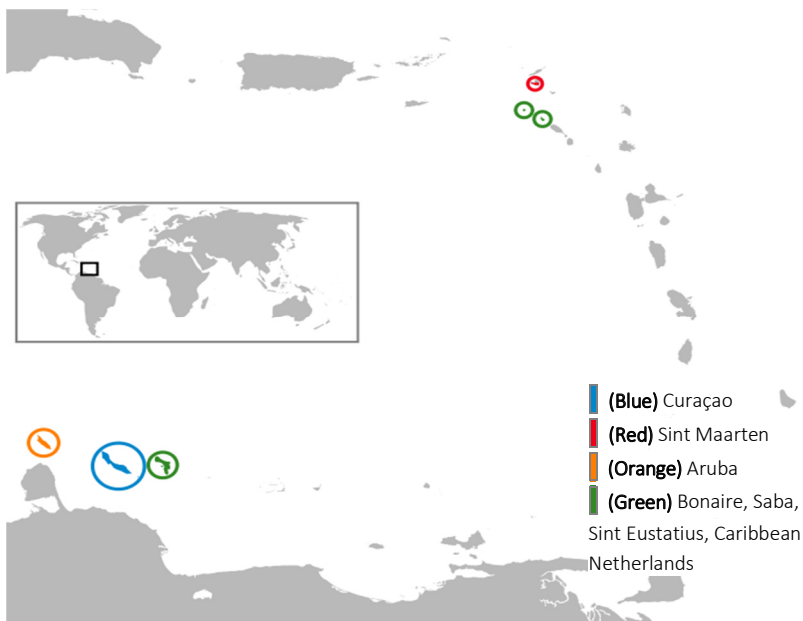 (Blue) Curaçao
(Red) Sint Maarten
(Orange) Aruba
(Green) Bonaire, Saba,
Sint Eustatius, Caribbean
Netherlands